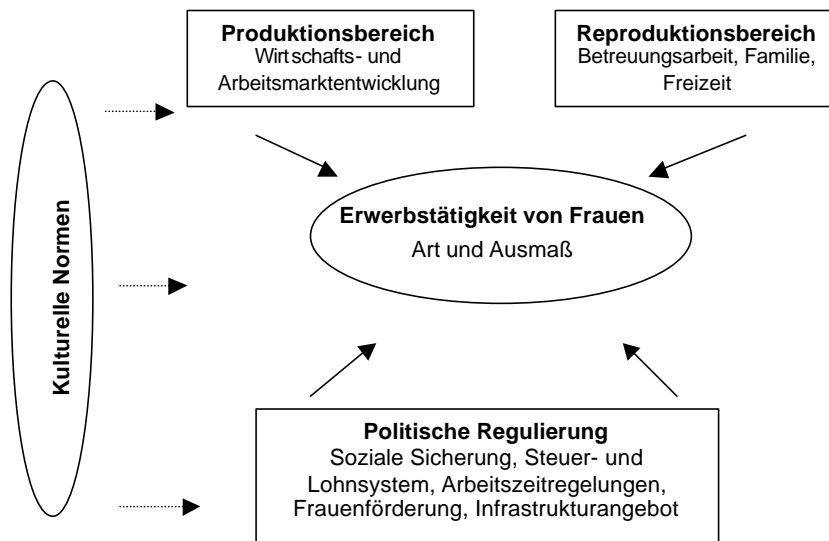 Produktionsbereich
Wirtschafts- und
Arbeitsmarktentwicklung
Reproduktionsbereich
Betreuungsarbeit, Familie,
Freizeit
Kulturelle Normen
Erwerbstätigkeit von Frauen
Art und Ausmaß
Politische Regulierung
Soziale Sicherung, Steuer- und
Lohnsystem, Arbeitszeitregelungen,
Frauenförderung, Infrastrukturangebot